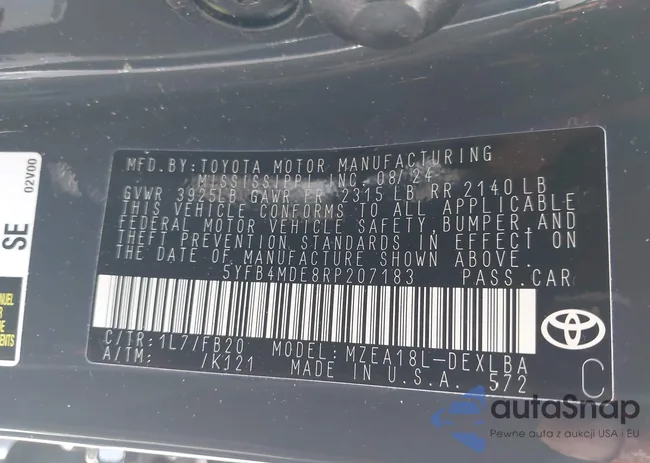 MFD. BY: TOYOTA MOTOR MANUFACTURING
MISSISSIPPI, INC. 08/24
GVWR 3925LB GAWR FR 2315 LB RR 2140 LB
THIS VEHICLE CONFORMS TO ALL APPLICABLE
FEDERAL MOTOR VEHICLE SAFETY, BUMPER, AND
THEFT PREVENTION STANDARDS IN EFFECT ON
THE DATE OF MANUFACTURE SHOWN ABOVE.
5YFB4MDE8RP207183 PASS. CAR
C/TR: 1L7/FB20 MODEL: MZEA18L-DEXLBA
A/TM: /KJ21 MADE IN U.S.A. 572
C
02V00
SE
NUEL
autoSnap
Pewne auta z aukcji USA i EU